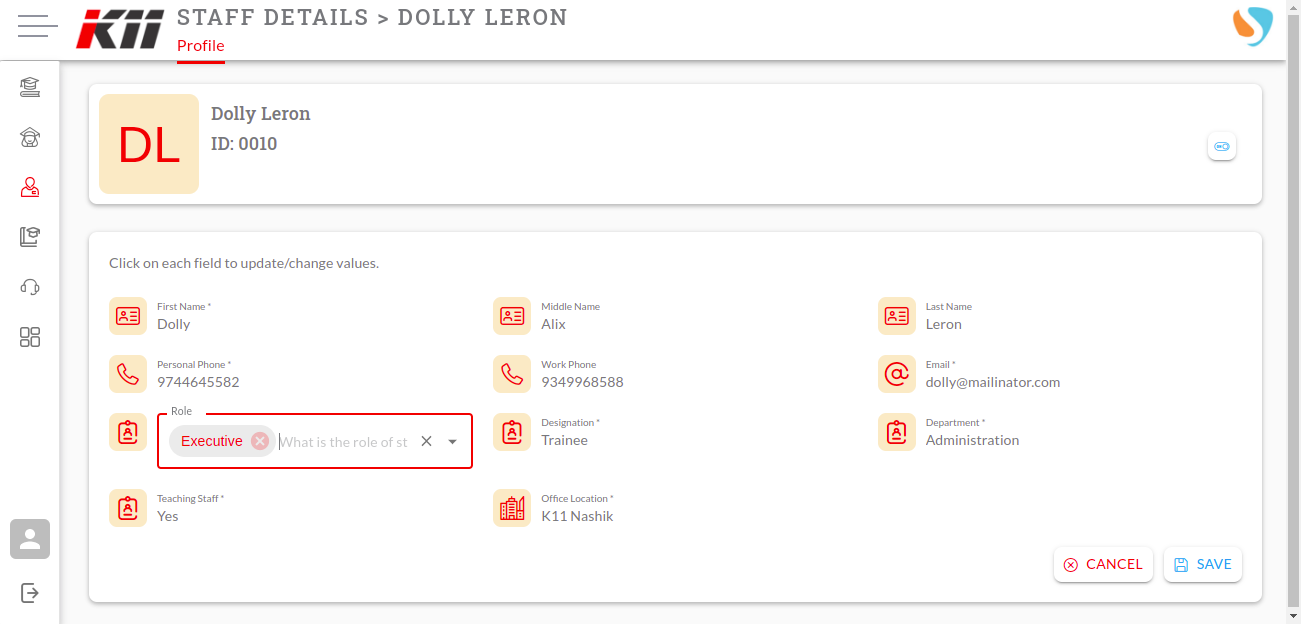 K11
STAFF DETAILS > DOLLY LERON
Profile
DL
Dolly Leron
ID: 0010
Click on each field to update/change values.
First Name *
Dolly
Middle Name
Alix
Last Name
Leron
Personal Phone *
9744645582
Work Phone
9349968588
Email *
dolly@mailinator.com
Role
Executive
What is the role of st
Designation *
Trainee
Department *
Administration
Teaching Staff *
Yes
Office Location *
K11 Nashik
CANCEL
SAVE